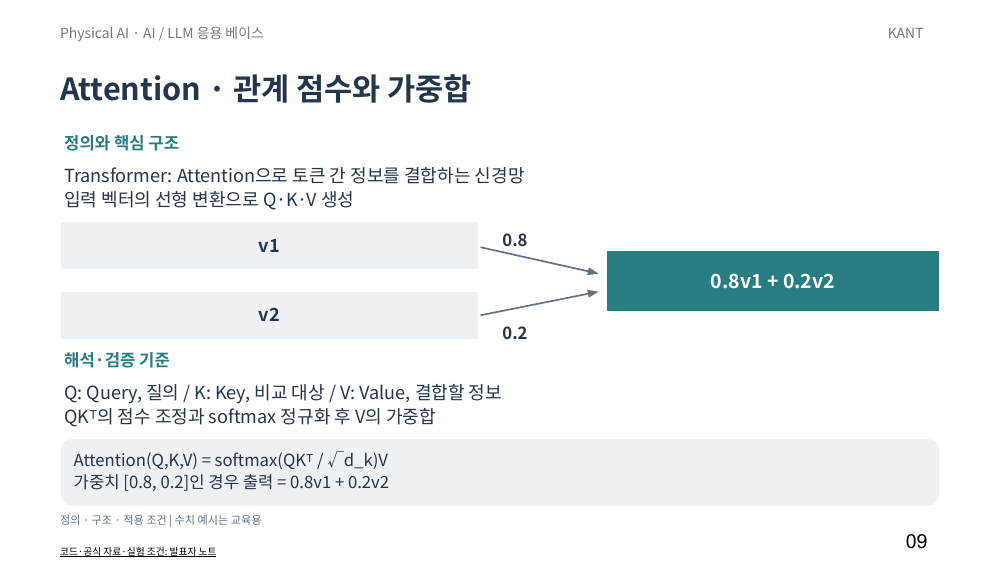 Physical AI · AI / LLM 응용 베이스
KANT
Attention · 관계 점수와 가중합
정의와 핵심 구조
Transformer: Attention으로 토큰 간 정보를 결합하는 신경망
입력 벡터의 선형 변환으로 Q·K·V 생성
v1
0.8
0.8v1 + 0.2v2
v2
0.2
해석·검증 기준
Q: Query, 질의 / K: Key, 비교 대상 / V: Value, 결합할 정보
QKᵀ의 점수 조정과 softmax 정규화 후 V의 가중합
Attention(Q,K,V) = softmax(QKᵀ / √d_k)V
가중치 [0.8, 0.2]인 경우 출력 = 0.8v1 + 0.2v2
정의 · 구조 · 적용 조건 | 수치 예시는 교육용
코드·공식 자료·실험 조건: 발표자 노트
09